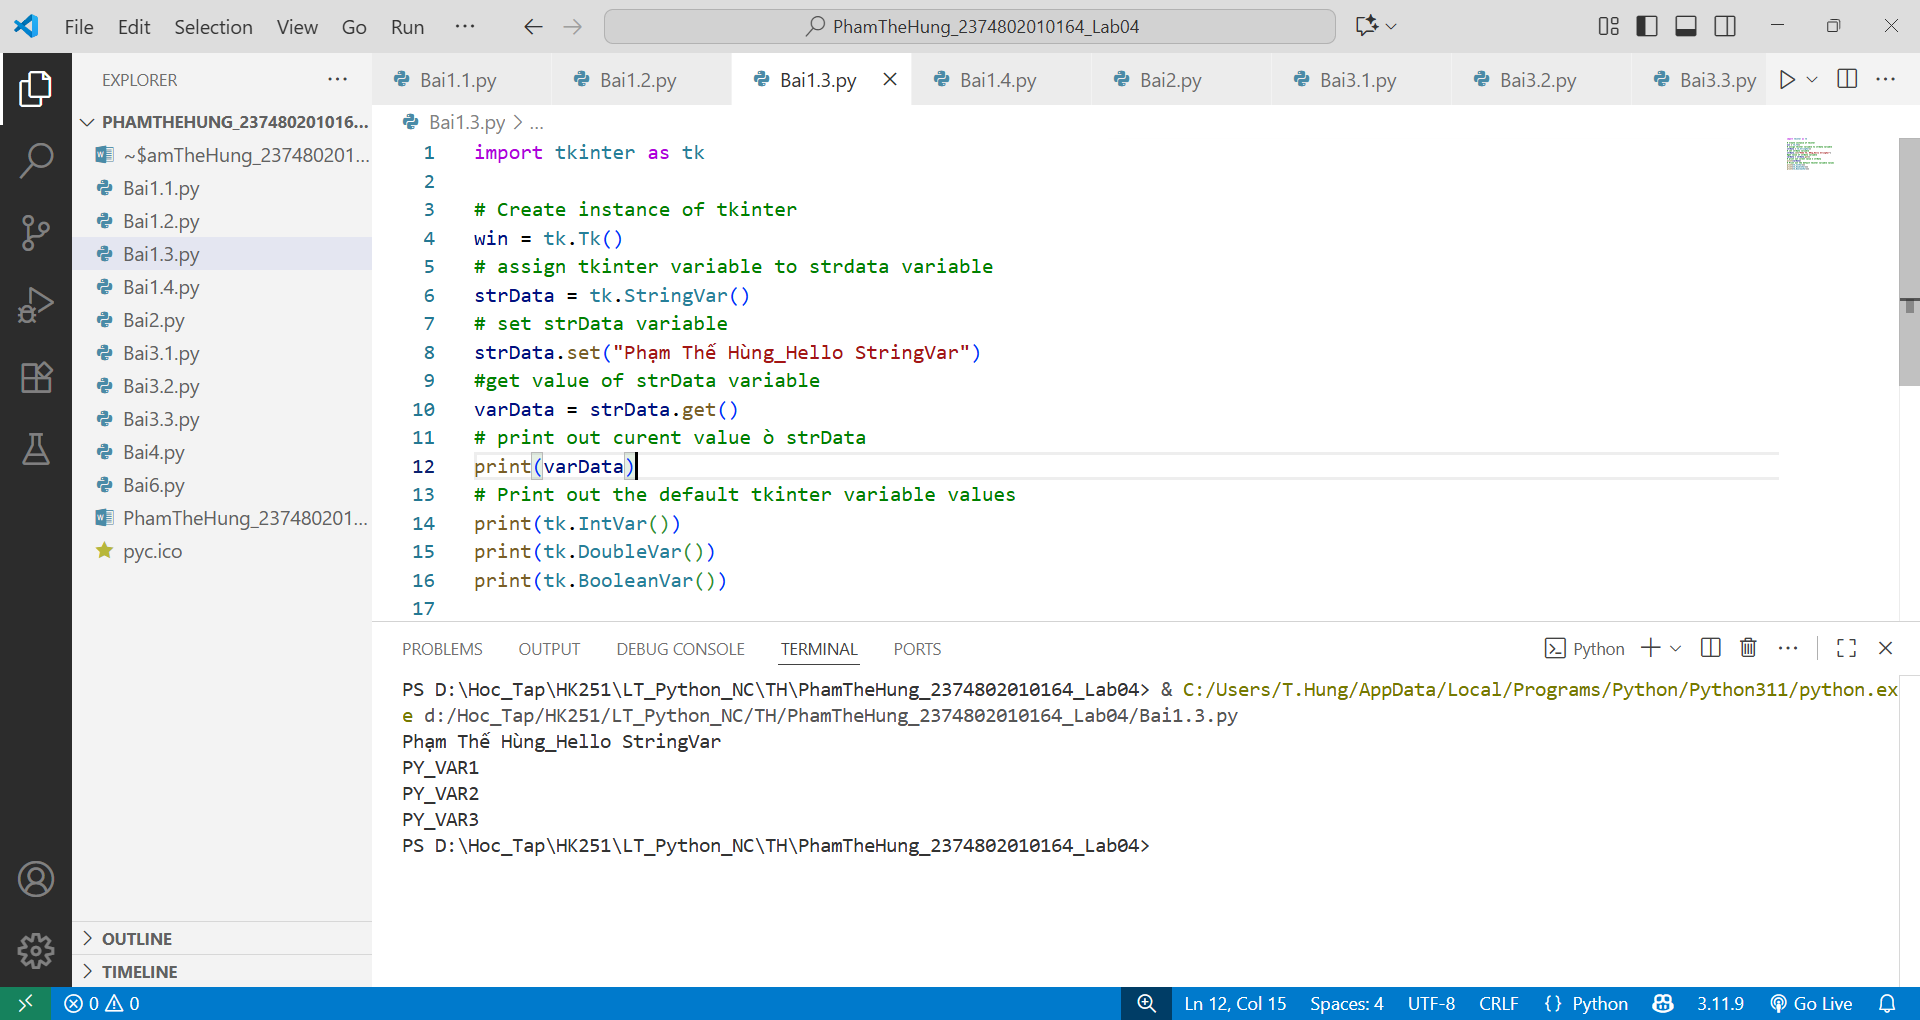 File Edit Selection View Go Run ··· PhamTheHung_2374802010164_Lab04
EXPLORER ···
PHAMTHEHUNG_237480201016...
~$amTheHung_237480201...
Bai1.1.py
Bai1.2.py
Bai1.3.py
Bai1.4.py
Bai2.py
Bai3.1.py
Bai3.2.py
Bai3.3.py
Bai4.py
Bai6.py
PhamTheHung_237480201...
pyc.ico
OUTLINE
TIMELINE
Bai1.1.py Bai1.2.py Bai1.3.py Bai1.4.py Bai2.py Bai3.1.py Bai3.2.py Bai3.3.py ···
Bai1.3.py > ...
1 import tkinter as tk
2
3 # Create instance of tkinter
4 win = tk.Tk()
5 # assign tkinter variable to strdata variable
6 strData = tk.StringVar()
7 # set strData variable
8 strData.set("Phạm Thế Hùng_Hello StringVar")
9 #get value of strData variable
10 varData = strData.get()
11 # print out curent value ò strData
12 print(varData)
13 # Print out the default tkinter variable values
14 print(tk.IntVar())
15 print(tk.DoubleVar())
16 print(tk.BooleanVar())
17
PROBLEMS OUTPUT DEBUG CONSOLE TERMINAL PORTS Python ···
PS D:\Hoc_Tap\HK251\LT_Python_NC\TH\PhamTheHung_2374802010164_Lab04> & C:/Users/T.Hung/AppData/Local/Programs/Python/Python311/python.ex
e d:/Hoc_Tap/HK251/LT_Python_NC/TH/PhamTheHung_2374802010164_Lab04/Bai1.3.py
Phạm Thế Hùng_Hello StringVar
PY_VAR1
PY_VAR2
PY_VAR3
PS D:\Hoc_Tap\HK251\LT_Python_NC\TH\PhamTheHung_2374802010164_Lab04>
0 0 Ln 12, Col 15 Spaces: 4 UTF-8 CRLF {} Python 3.11.9 Go Live